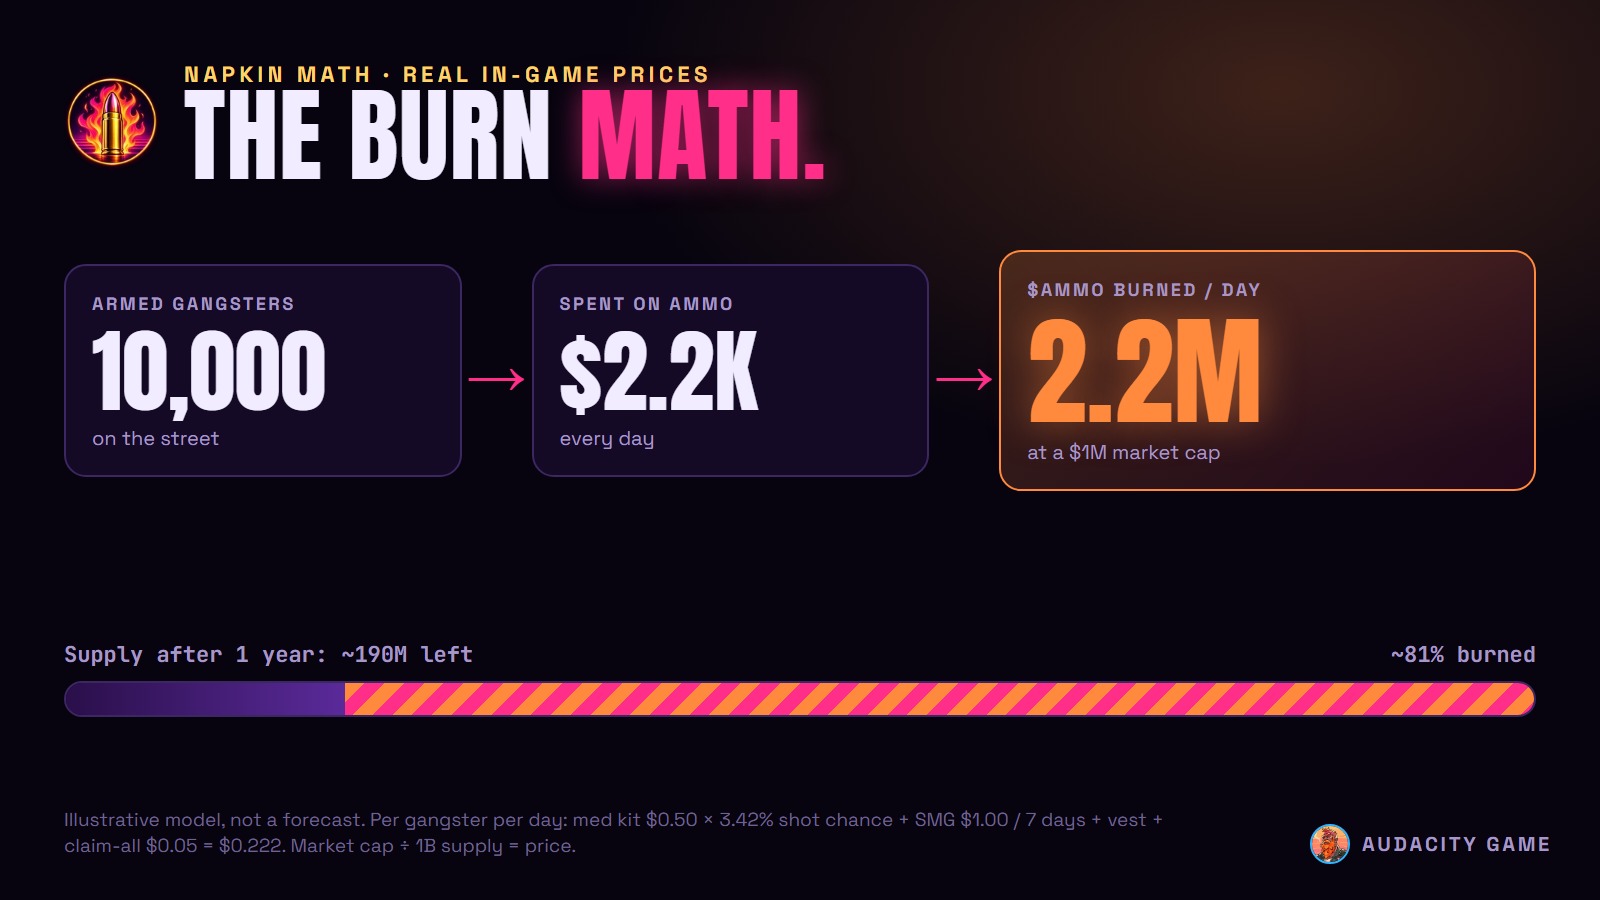 NAPKIN MATH · REAL IN-GAME PRICES
THE BURN MATH.
ARMED GANGSTERS
10,000
on the street
→
SPENT ON AMMO
$2.2K
every day
→
$AMMO BURNED / DAY
2.2M
at a $1M market cap
Supply after 1 year: ~190M left
~81% burned
Illustrative model, not a forecast. Per gangster per day: med kit $0.50 × 3.42% shot chance + SMG $1.00 / 7 days + vest +
claim-all $0.05 = $0.222. Market cap ÷ 1B supply = price.
AUDACITY GAME